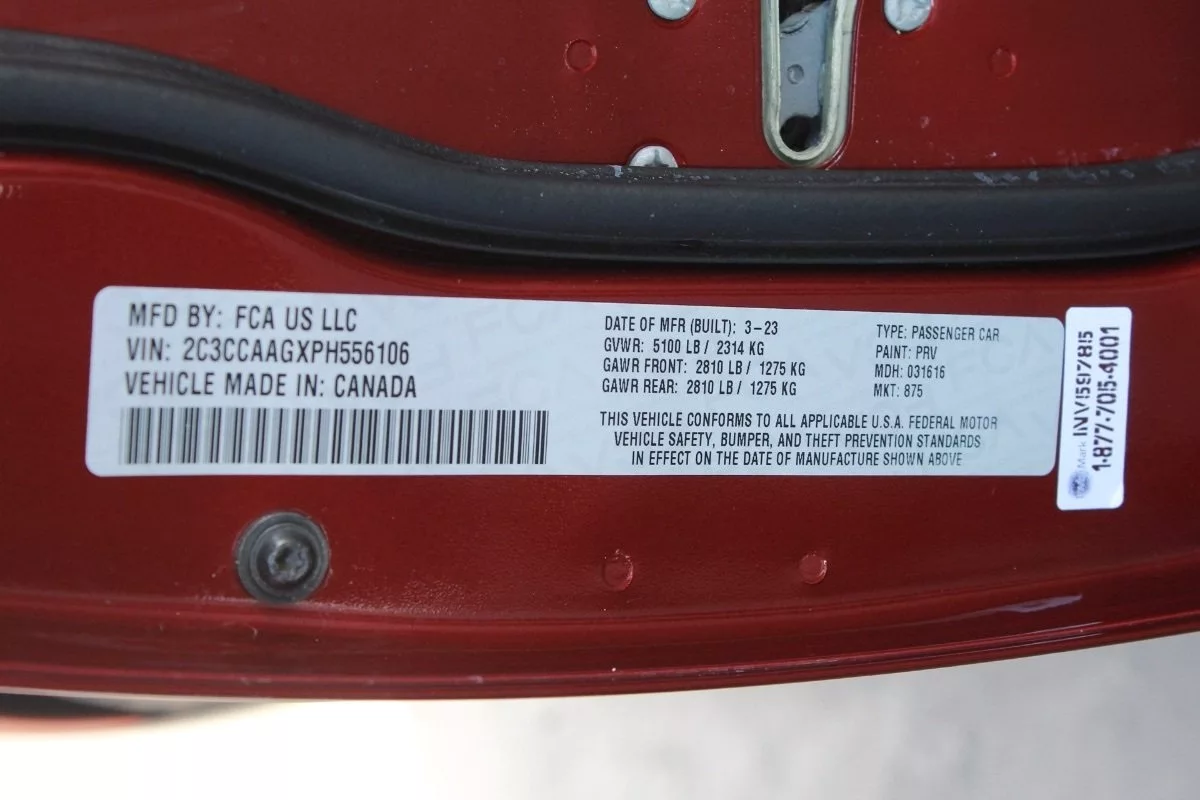 MFD BY: FCA US LLC
VIN: 2C3CCAAGXPH556106
VEHICLE MADE IN: CANADA
DATE OF MFR (BUILT): 3-23
GVWR: 5100 LB / 2314 KG
GAWR FRONT: 2810 LB / 1275 KG
GAWR REAR: 2810 LB / 1275 KG
THIS VEHICLE CONFORMS TO ALL APPLICABLE U.S.A. FEDERAL MOTOR
VEHICLE SAFETY, BUMPER, AND THEFT PREVENTION STANDARDS
IN EFFECT ON THE DATE OF MANUFACTURE SHOWN ABOVE
TYPE: PASSENGER CAR
PAINT: PRV
MDH: 031616
MKT: 875
Mark INV159785
1-877-705-4001